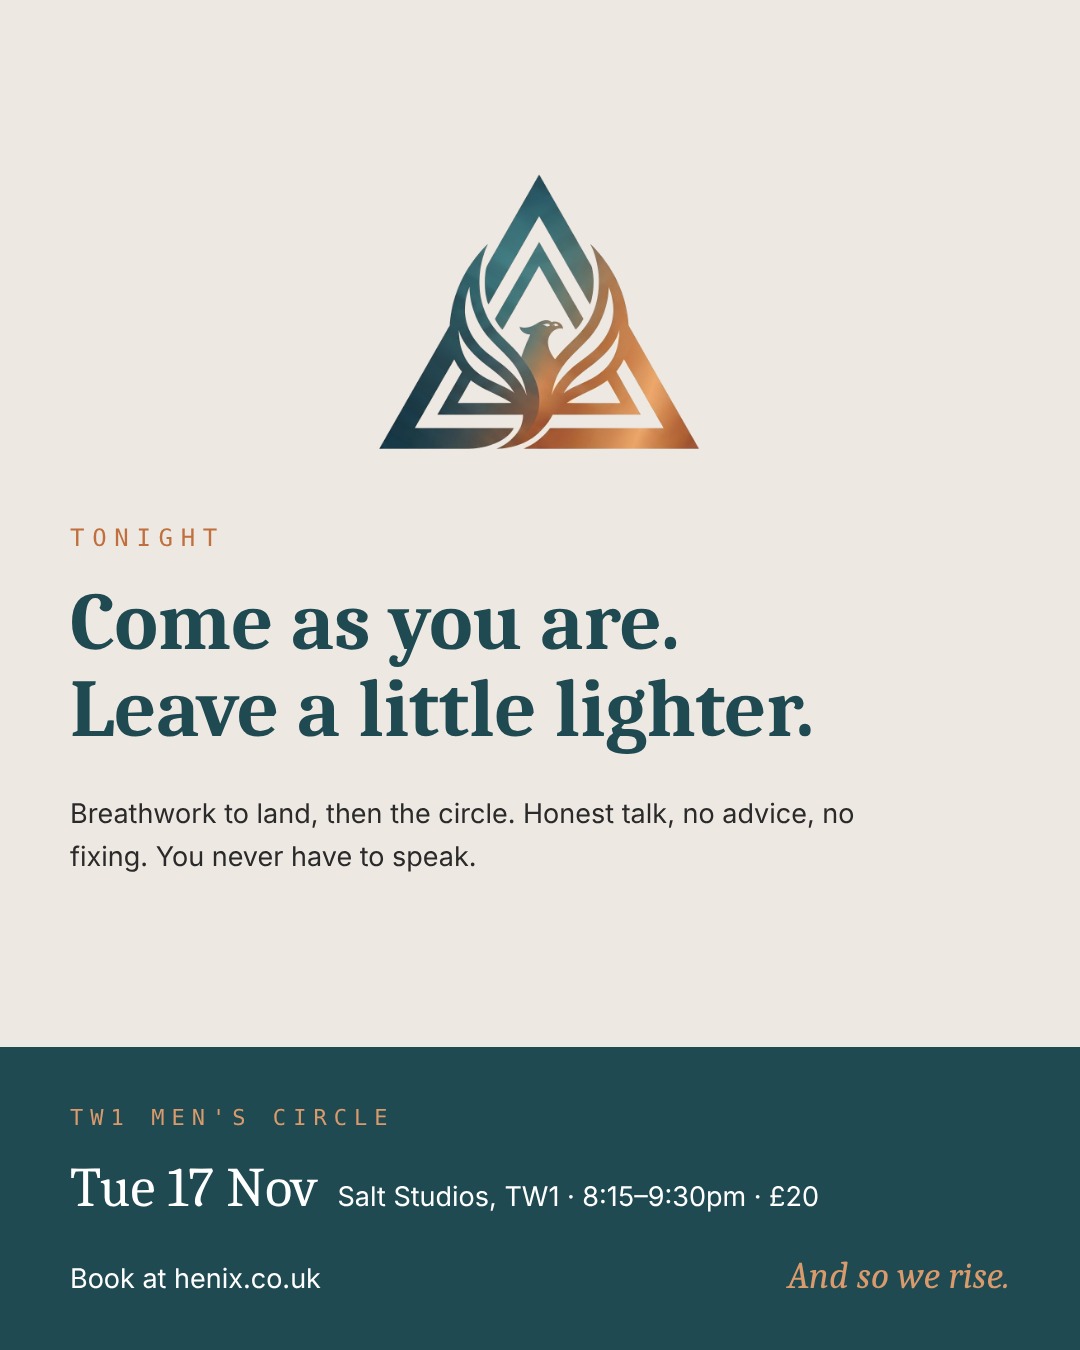 TONIGHT
Come as you are.
Leave a little lighter.
Breathwork to land, then the circle. Honest talk, no advice, no
fixing. You never have to speak.
TW1 MEN'S CIRCLE
Tue 17 Nov Salt Studios, TW1 · 8:15–9:30pm · £20
Book at henix.co.uk
And so we rise.